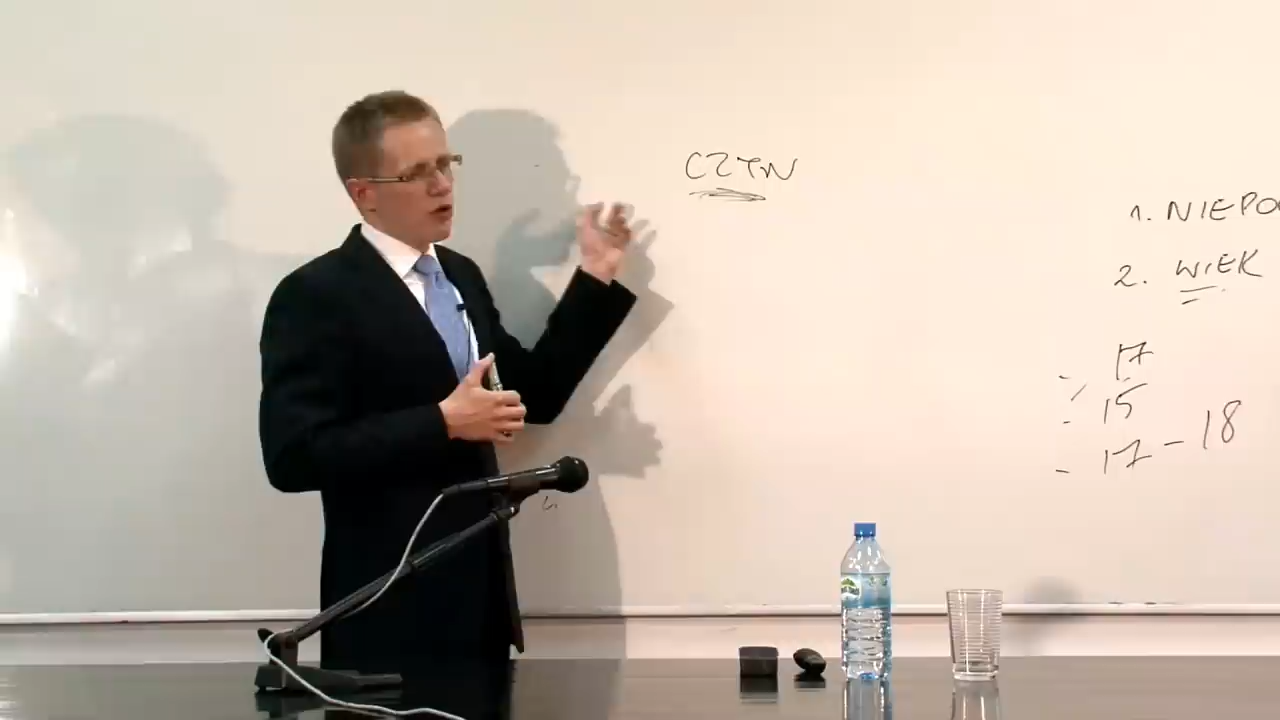 CZYN
1. NIEPO
2. WIEK
- 17
- 15
- 17 - 18